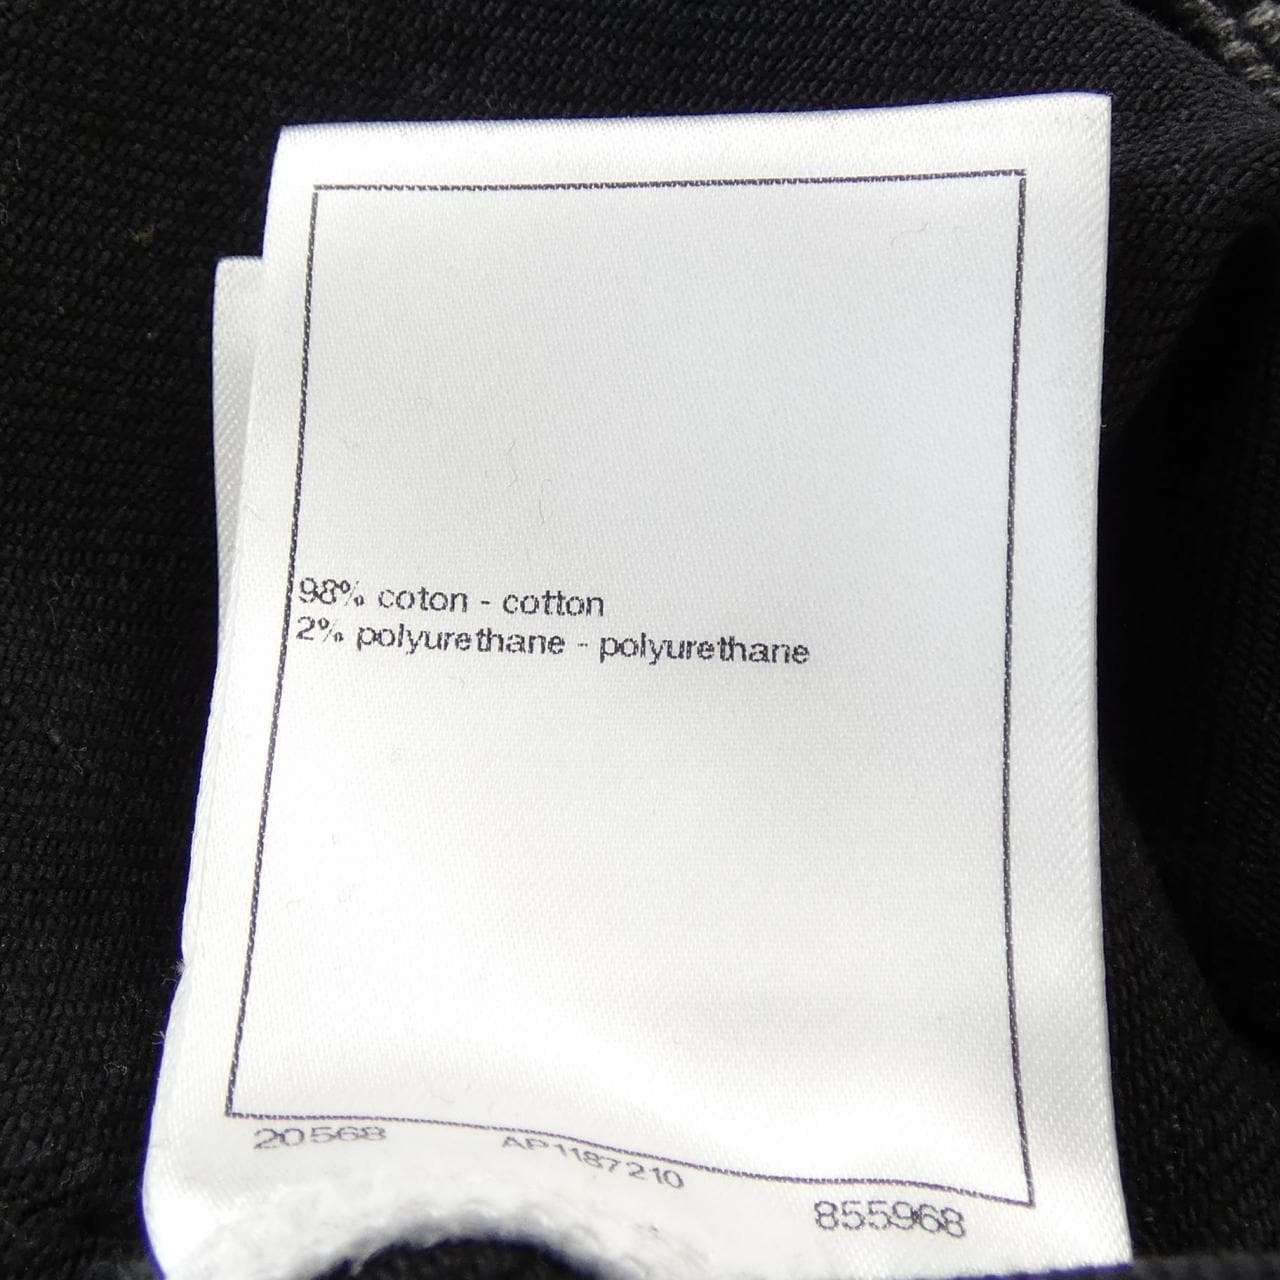 98% coton - cotton
2% polyurethane - polyurethane
20568 AP1187210 855968